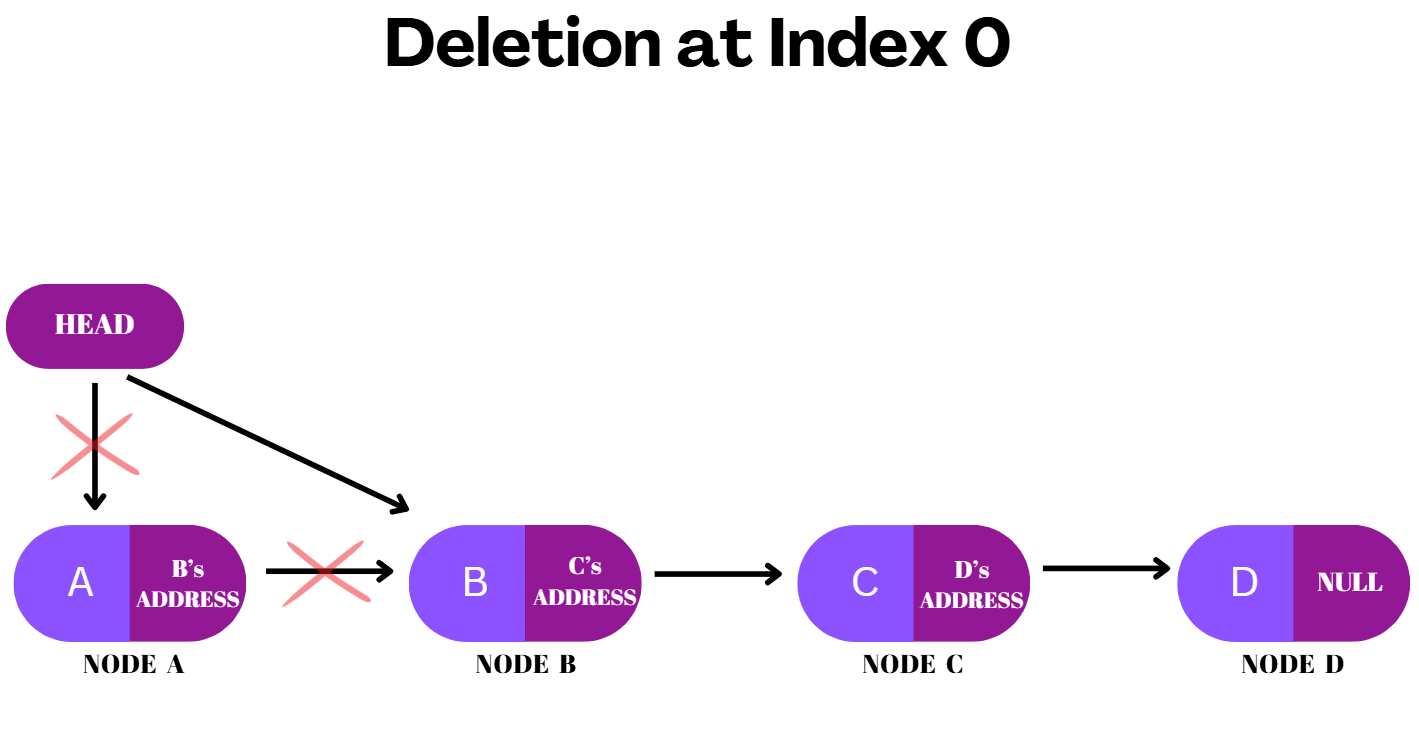 Deletion at Index 0
HEAD
A
B's
ADDRESS
B
C's
ADDRESS
C
D's
ADDRESS
D
NULL
NODE A
NODE B
NODE C
NODE D